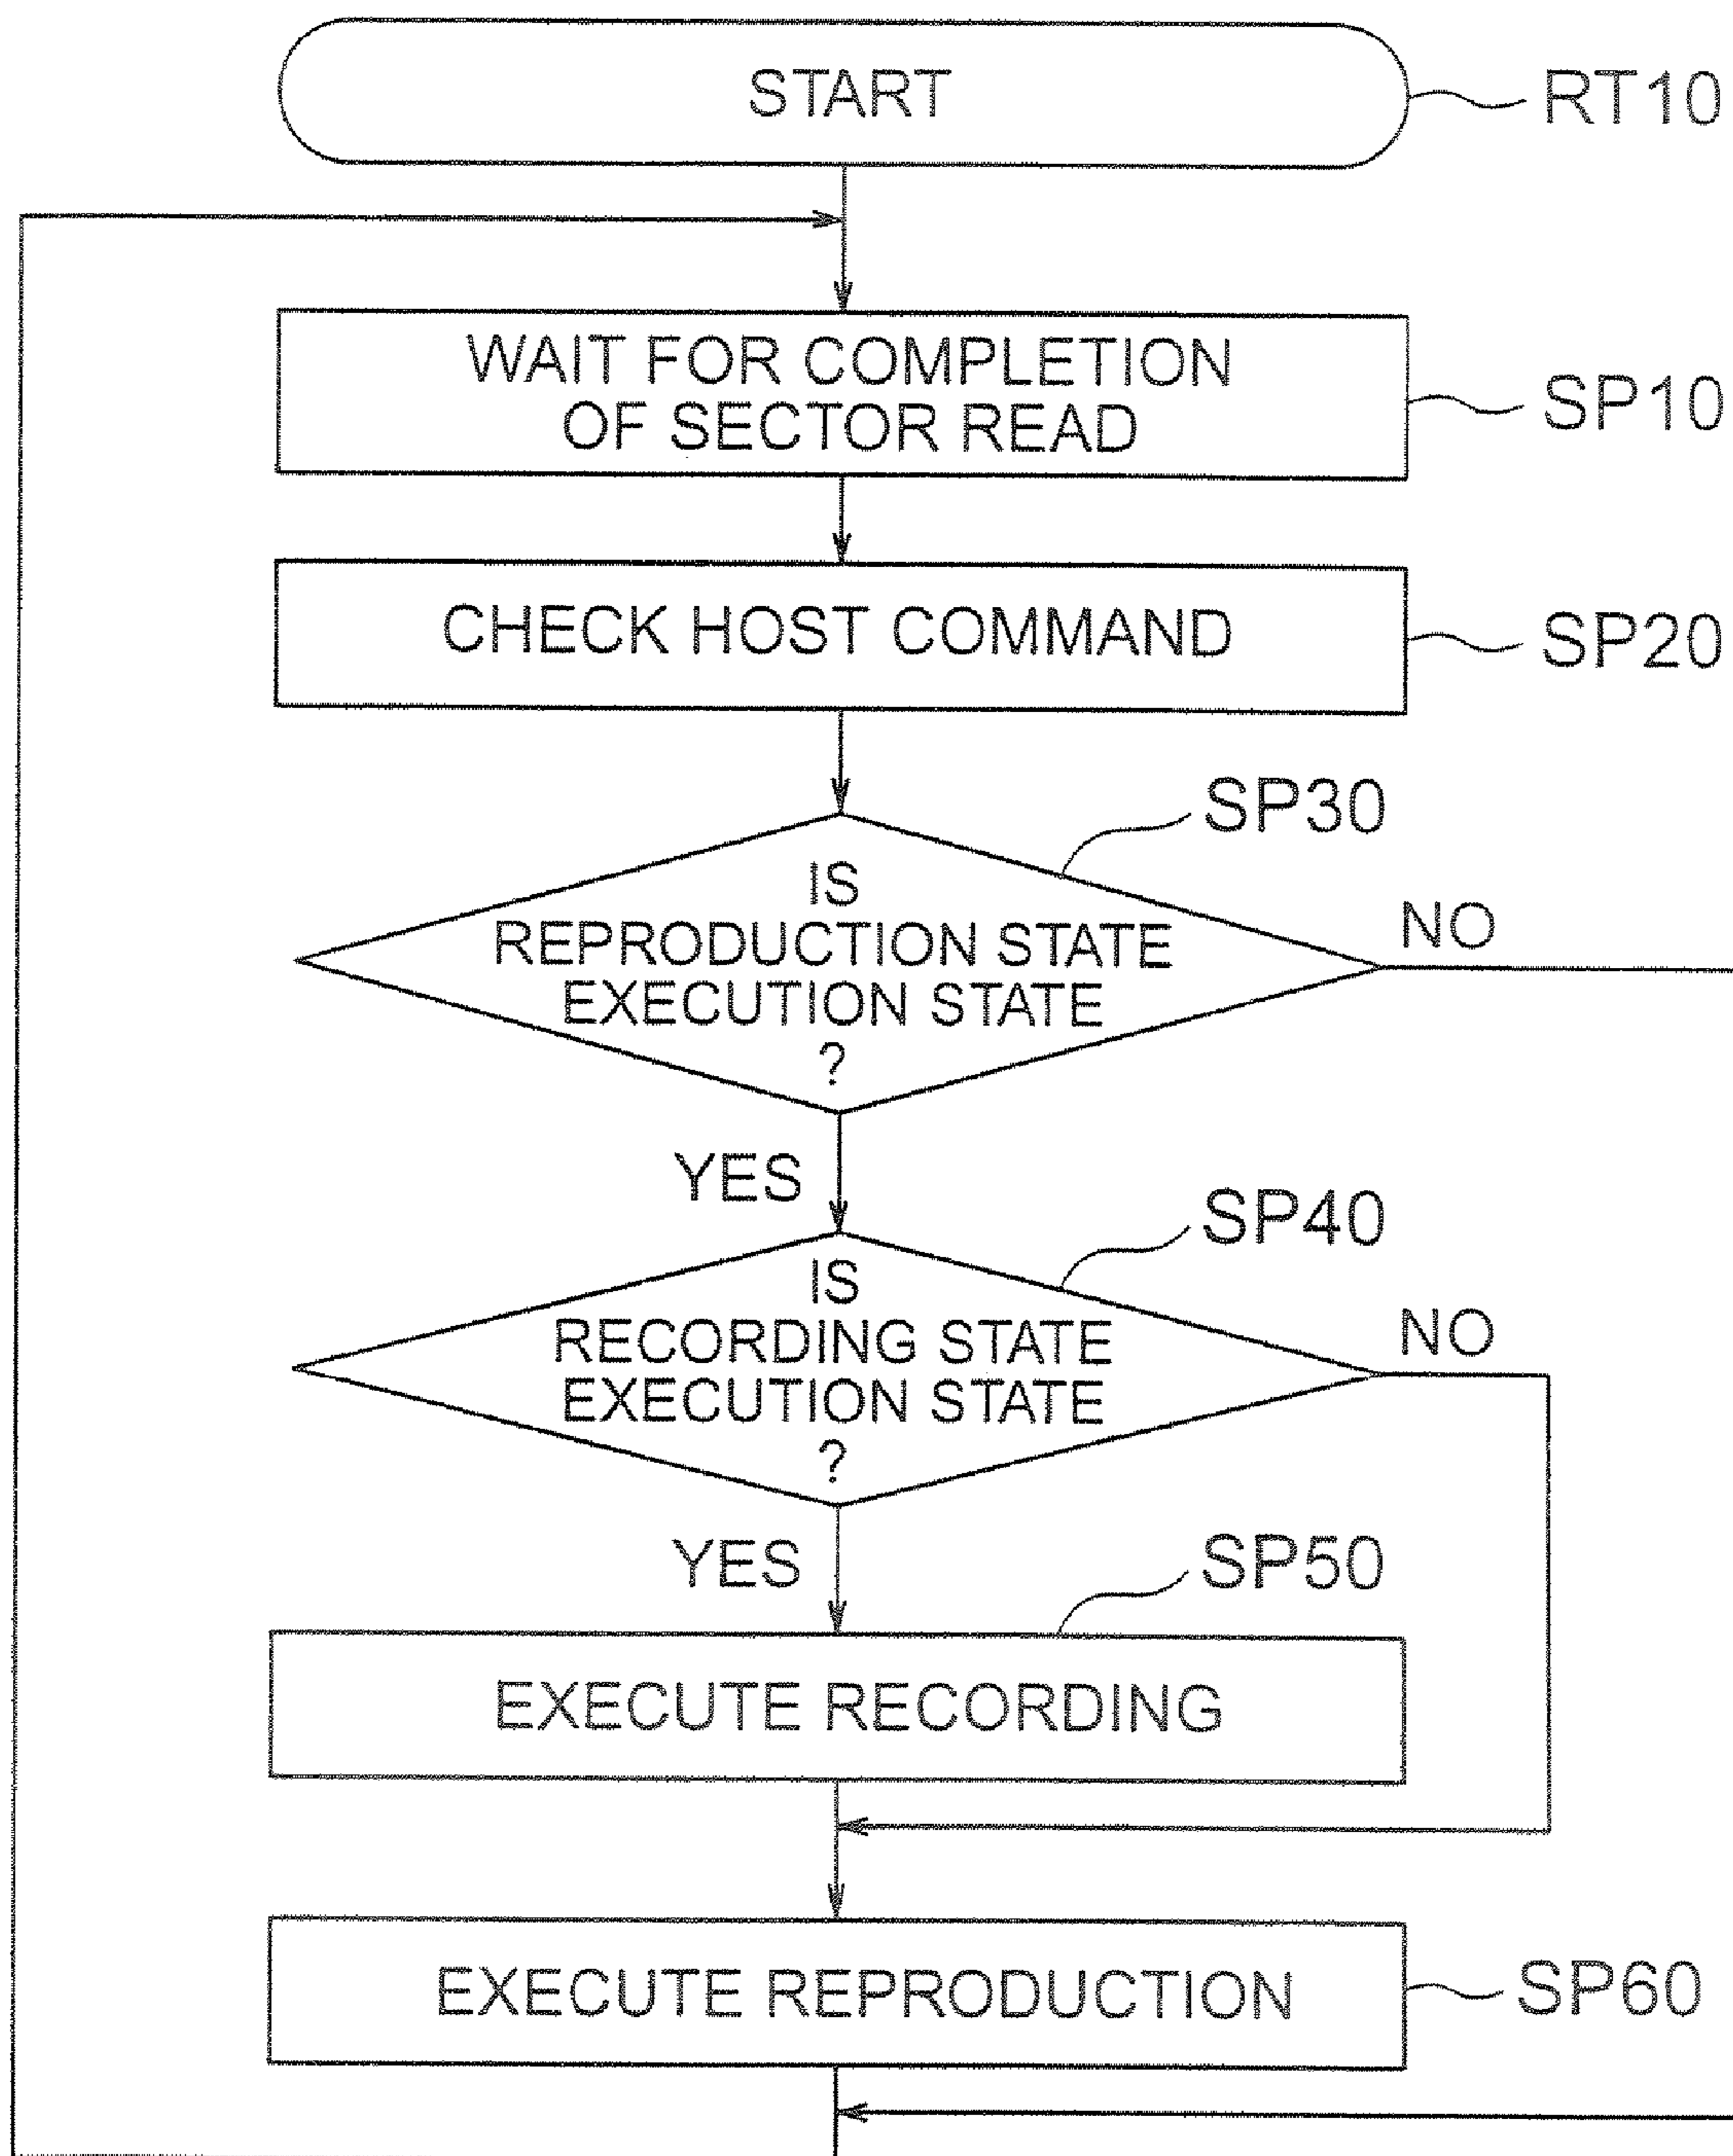 START
RT10
WAIT FOR COMPLETION
OF SECTOR READ
SP10
CHECK HOST COMMAND
SP20
SP30
IS
REPRODUCTION STATE
EXECUTION STATE
?
NO
YES
SP40
IS
RECORDING STATE
EXECUTION STATE
?
NO
YES
SP50
EXECUTE RECORDING
EXECUTE REPRODUCTION
SP60